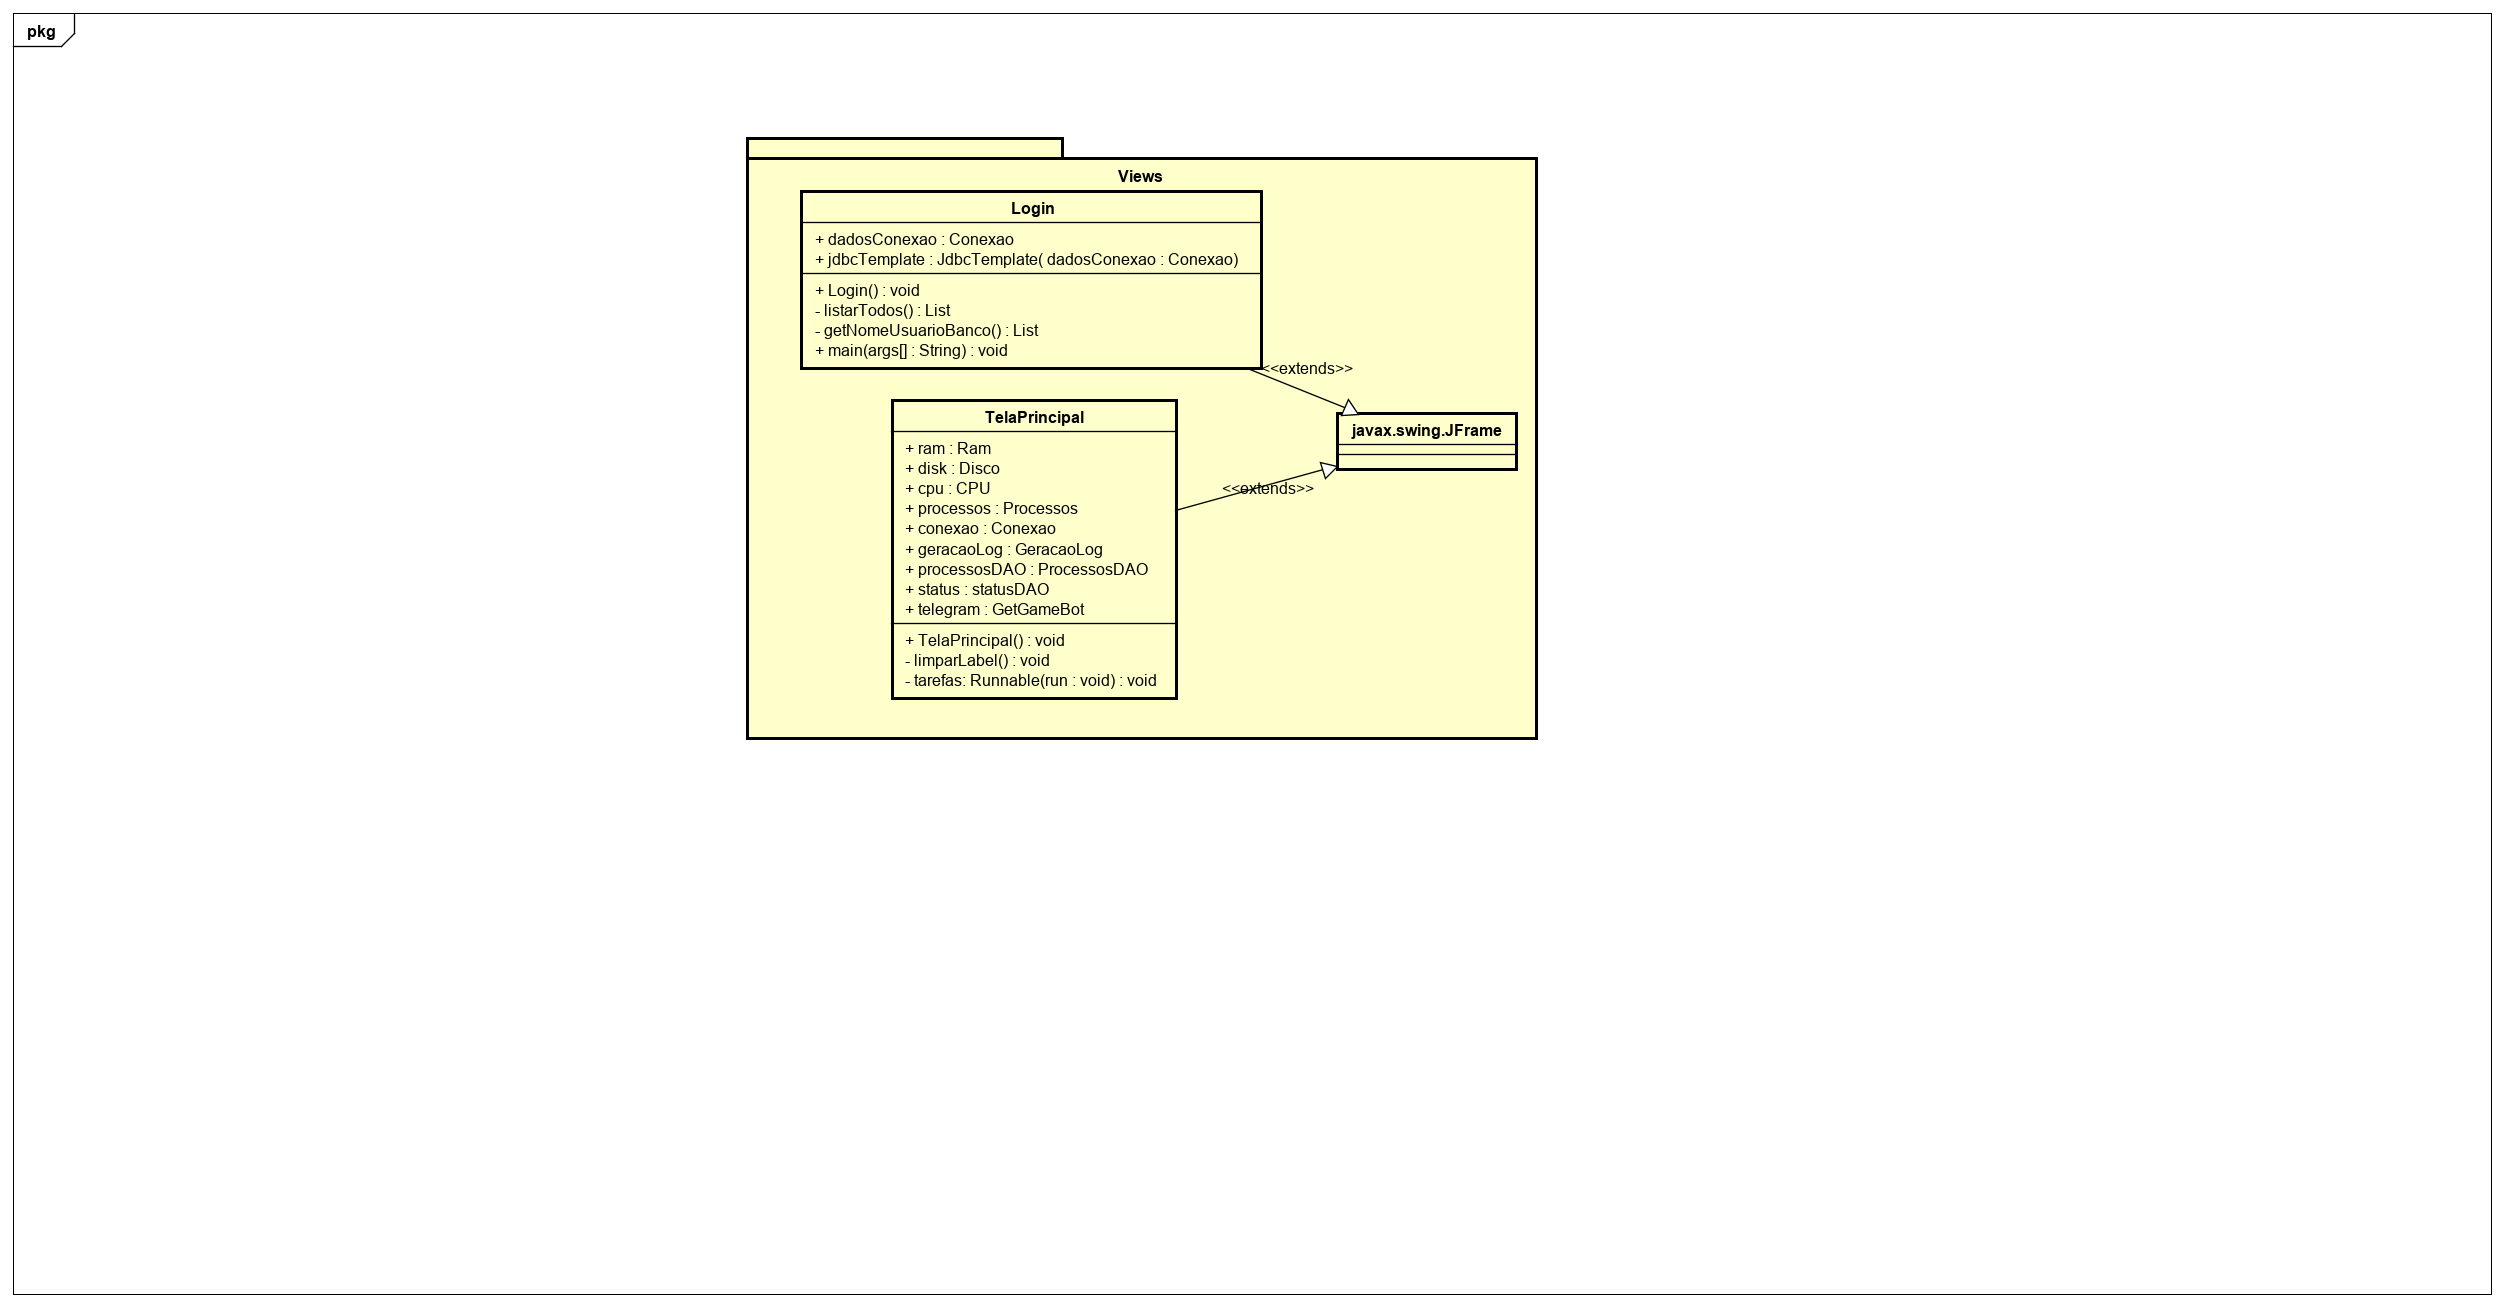 pkg
Views
Login
+ dadosConexao : Conexao
+ jdbcTemplate : JdbcTemplate( dadosConexao : Conexao)
+ Login() : void
- listarTodos() : List
- getNomeUsuarioBanco() : List
+ main(args[] : String) : void
<<extends>>
TelaPrincipal
+ ram : Ram
+ disk : Disco
+ cpu : CPU
+ processos : Processos
+ conexao : Conexao
+ geracaoLog : GeracaoLog
+ processosDAO : ProcessosDAO
+ status : statusDAO
+ telegram : GetGameBot
+ TelaPrincipal() : void
- limparLabel() : void
- tarefas: Runnable(run : void) : void
<<extends>>
javax.swing.JFrame